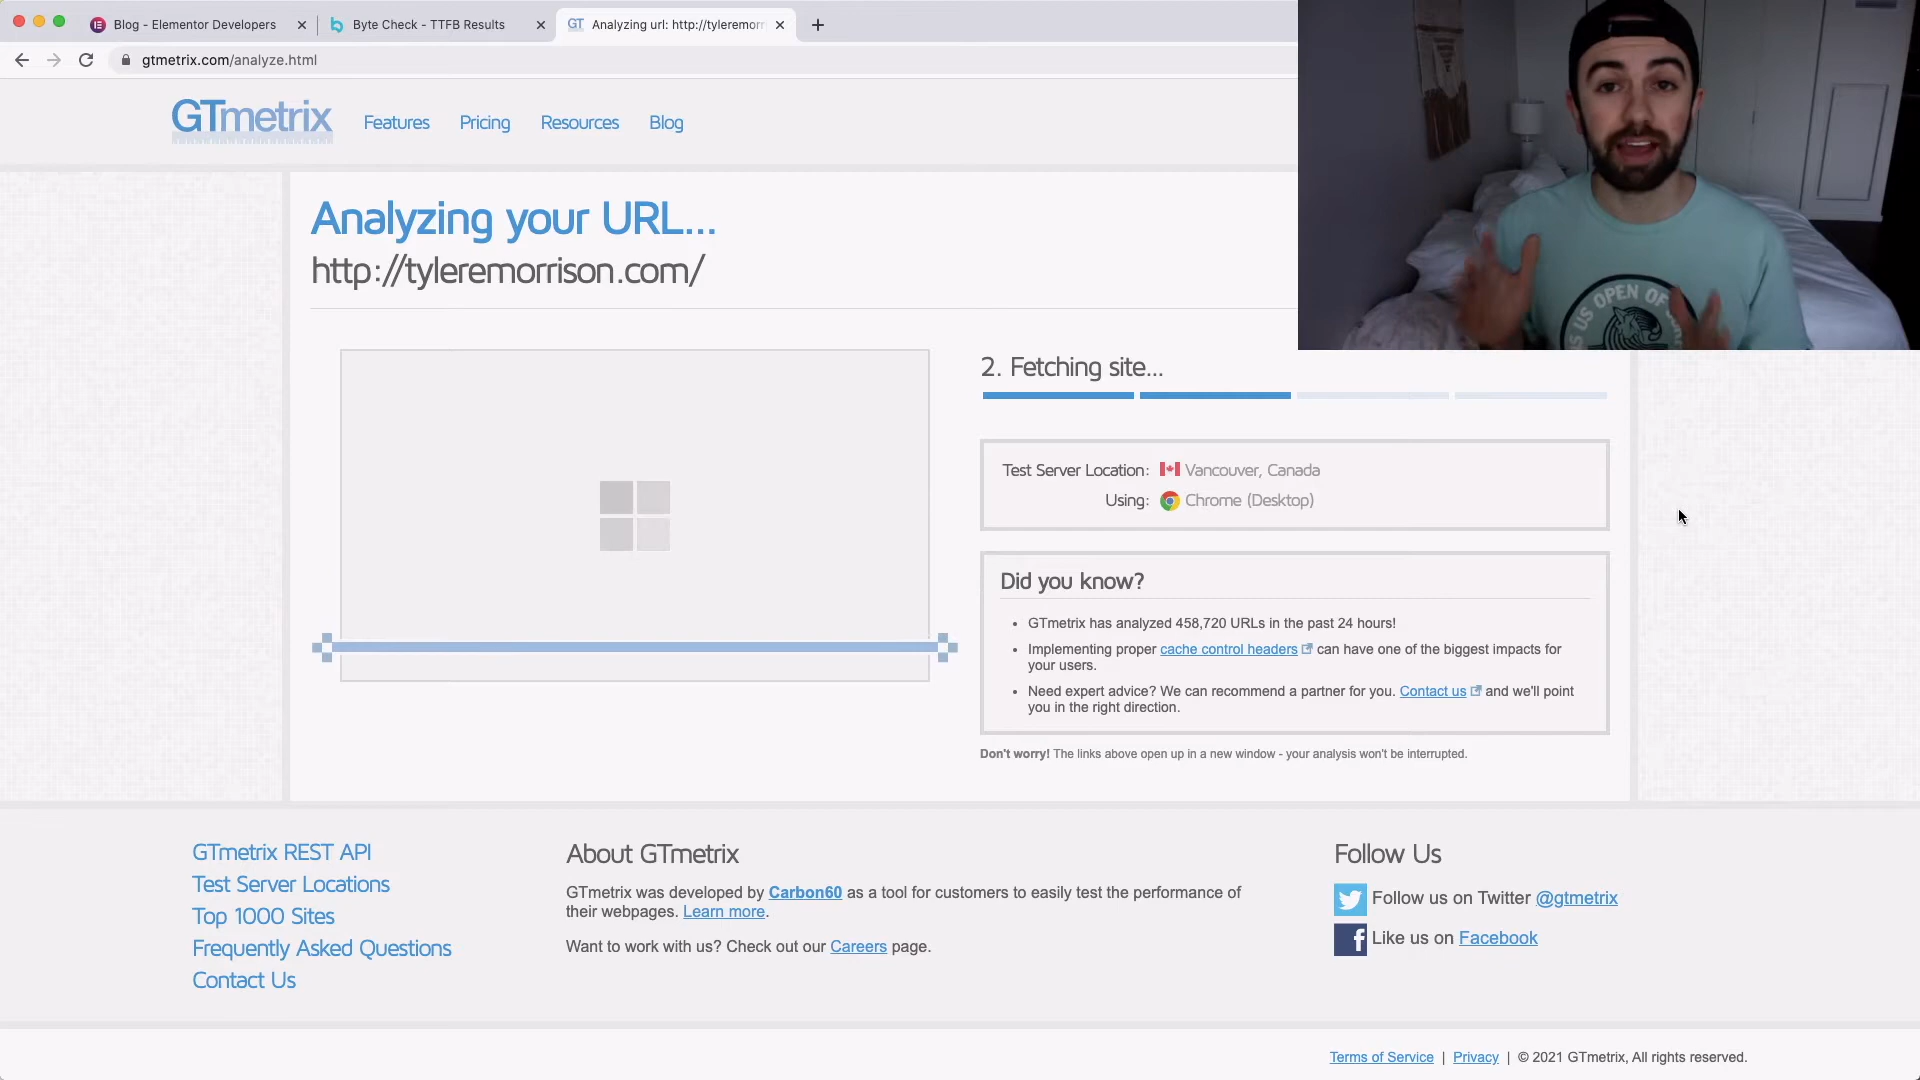 Blog - Elementor Developers
Byte Check - TTFB Results
GT Analyzing url: http://tyleremorr
gtmetrix.com/analyze.html
GTmetrix
Features
Pricing
Resources
Blog
Analyzing your URL...
http://tyleremorrison.com/
US OPEN OF
2. Fetching site...
Test Server Location: Vancouver, Canada
Using: Chrome (Desktop)
Did you know?
• GTmetrix has analyzed 458,720 URLs in the past 24 hours!
• Implementing proper cache control headers can have one of the biggest impacts for
your users.
• Need expert advice? We can recommend a partner for you. Contact us and we'll point
you in the right direction.
Don't worry! The links above open up in a new window - your analysis won't be interrupted.
GTmetrix REST API
Test Server Locations
Top 1000 Sites
Frequently Asked Questions
Contact Us
About GTmetrix
GTmetrix was developed by Carbon60 as a tool for customers to easily test the performance of
their webpages. Learn more.
Want to work with us? Check out our Careers page.
Follow Us
Follow us on Twitter @gtmetrix
Like us on Facebook
Terms of Service | Privacy | © 2021 GTmetrix, All rights reserved.